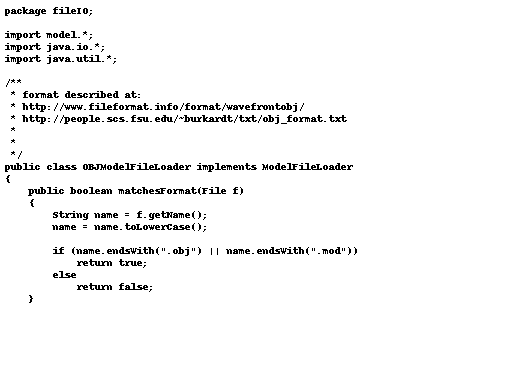 package fileIO;

import model.*;
import java.io.*;
import java.util.*;

/**
 * format described at:
 * http://www.fileformat.info/format/wavefrontobj/
 * http://people.scs.fsu.edu/~burkardt/txt/obj_format.txt
 *
 *
 */
public class OBJModelFileLoader implements ModelFileLoader
{
    public boolean matchesFormat(File f)
    {
        String name = f.getName();
        name = name.toLowerCase();

        if (name.endsWith(".obj") || name.endsWith(".mod"))
            return true;
        else
            return false;
    }